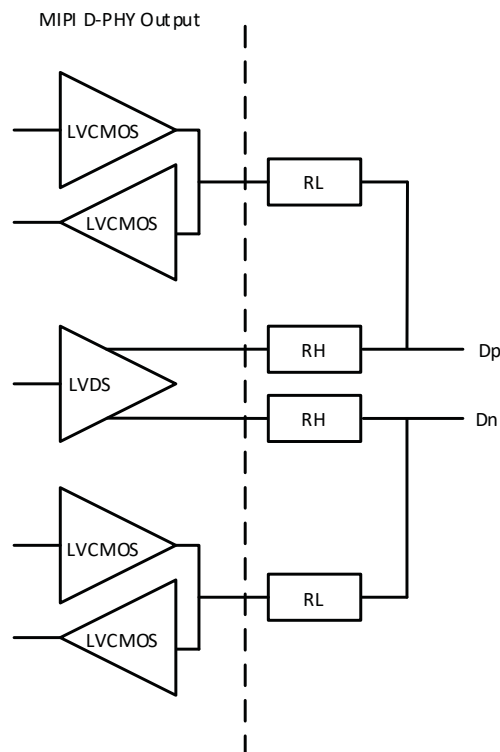 MIPI D-PHY Output
LVCMOS
RL
LVCMOS
RH
Dp
LVDS
RH
Dn
LVCMOS
RL
LVCMOS